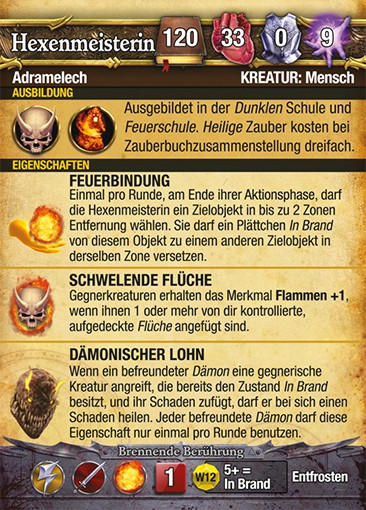 Hexenmeisterin 120 33 0 9
Adramelech KREATUR: Mensch
AUSBILDUNG
Ausgebildet in der Dunklen Schule und
Feuerschule. Heilige Zauber kosten bei
Zauberbuchzusammenstellung dreifach.
EIGENSCHAFTEN
FEUERBINDUNG
Einmal pro Runde, am Ende ihrer Aktionsphase, darf
die Hexenmeisterin ein Zielobjekt in bis zu 2 Zonen
Entfernung wählen. Sie darf ein Plättchen In Brand
von diesem Objekt zu einem anderen Zielobjekt in
derselben Zone versetzen.
SCHWELENDE FLÜCHE
Gegnerkreaturen erhalten das Merkmal Flammen +1,
wenn ihnen 1 oder mehr von dir kontrollierte,
aufgedeckte Flüche angefügt sind.
DÄMONISCHER LOHN
Wenn ein befreundeter Dämon eine gegnerische
Kreatur angreift, die bereits den Zustand In Brand
besitzt, und ihr Schaden zufügt, darf er bei sich einen
Schaden heilen. Jeder befreundete Dämon darf diese
Eigenschaft nur einmal pro Runde benutzen.
Brennende Berührung
1 W12 5+ = In Brand Entfrosten